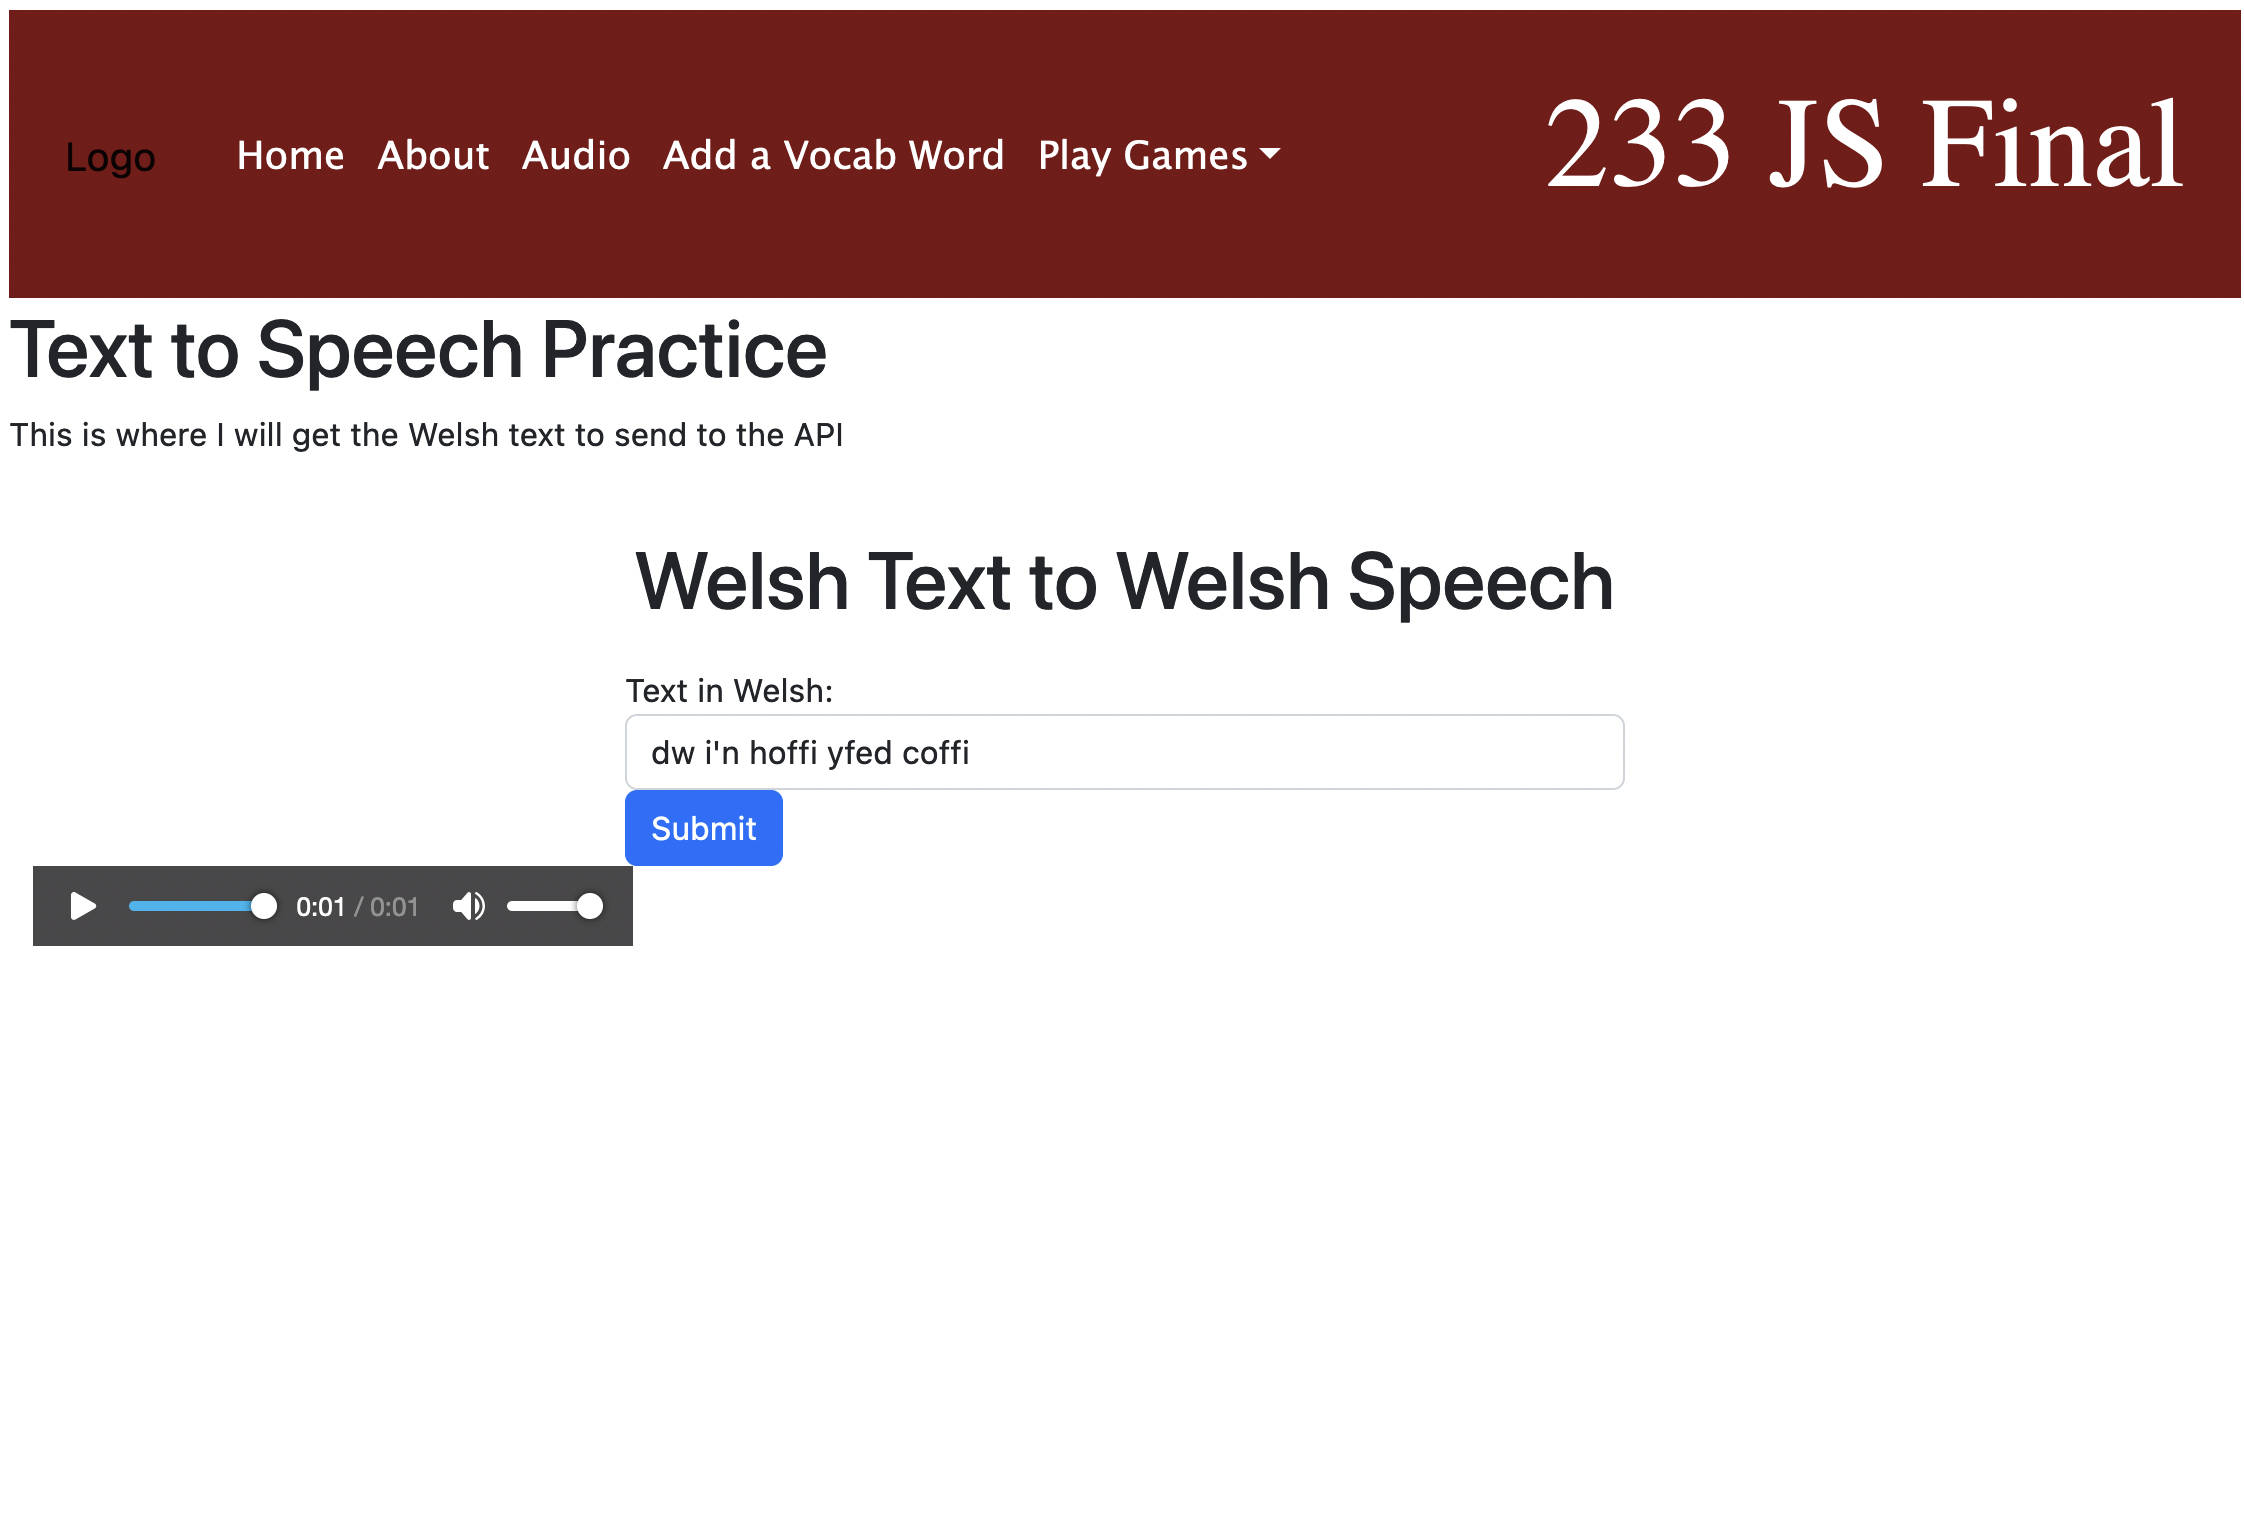 Logo
Home About Audio Add a Vocab Word Play Games
233 JS Final
Text to Speech Practice
This is where I will get the Welsh text to send to the API
Welsh Text to Welsh Speech
Text in Welsh:
dw i'n hoffi yfed coffi
Submit
0:01 / 0:01